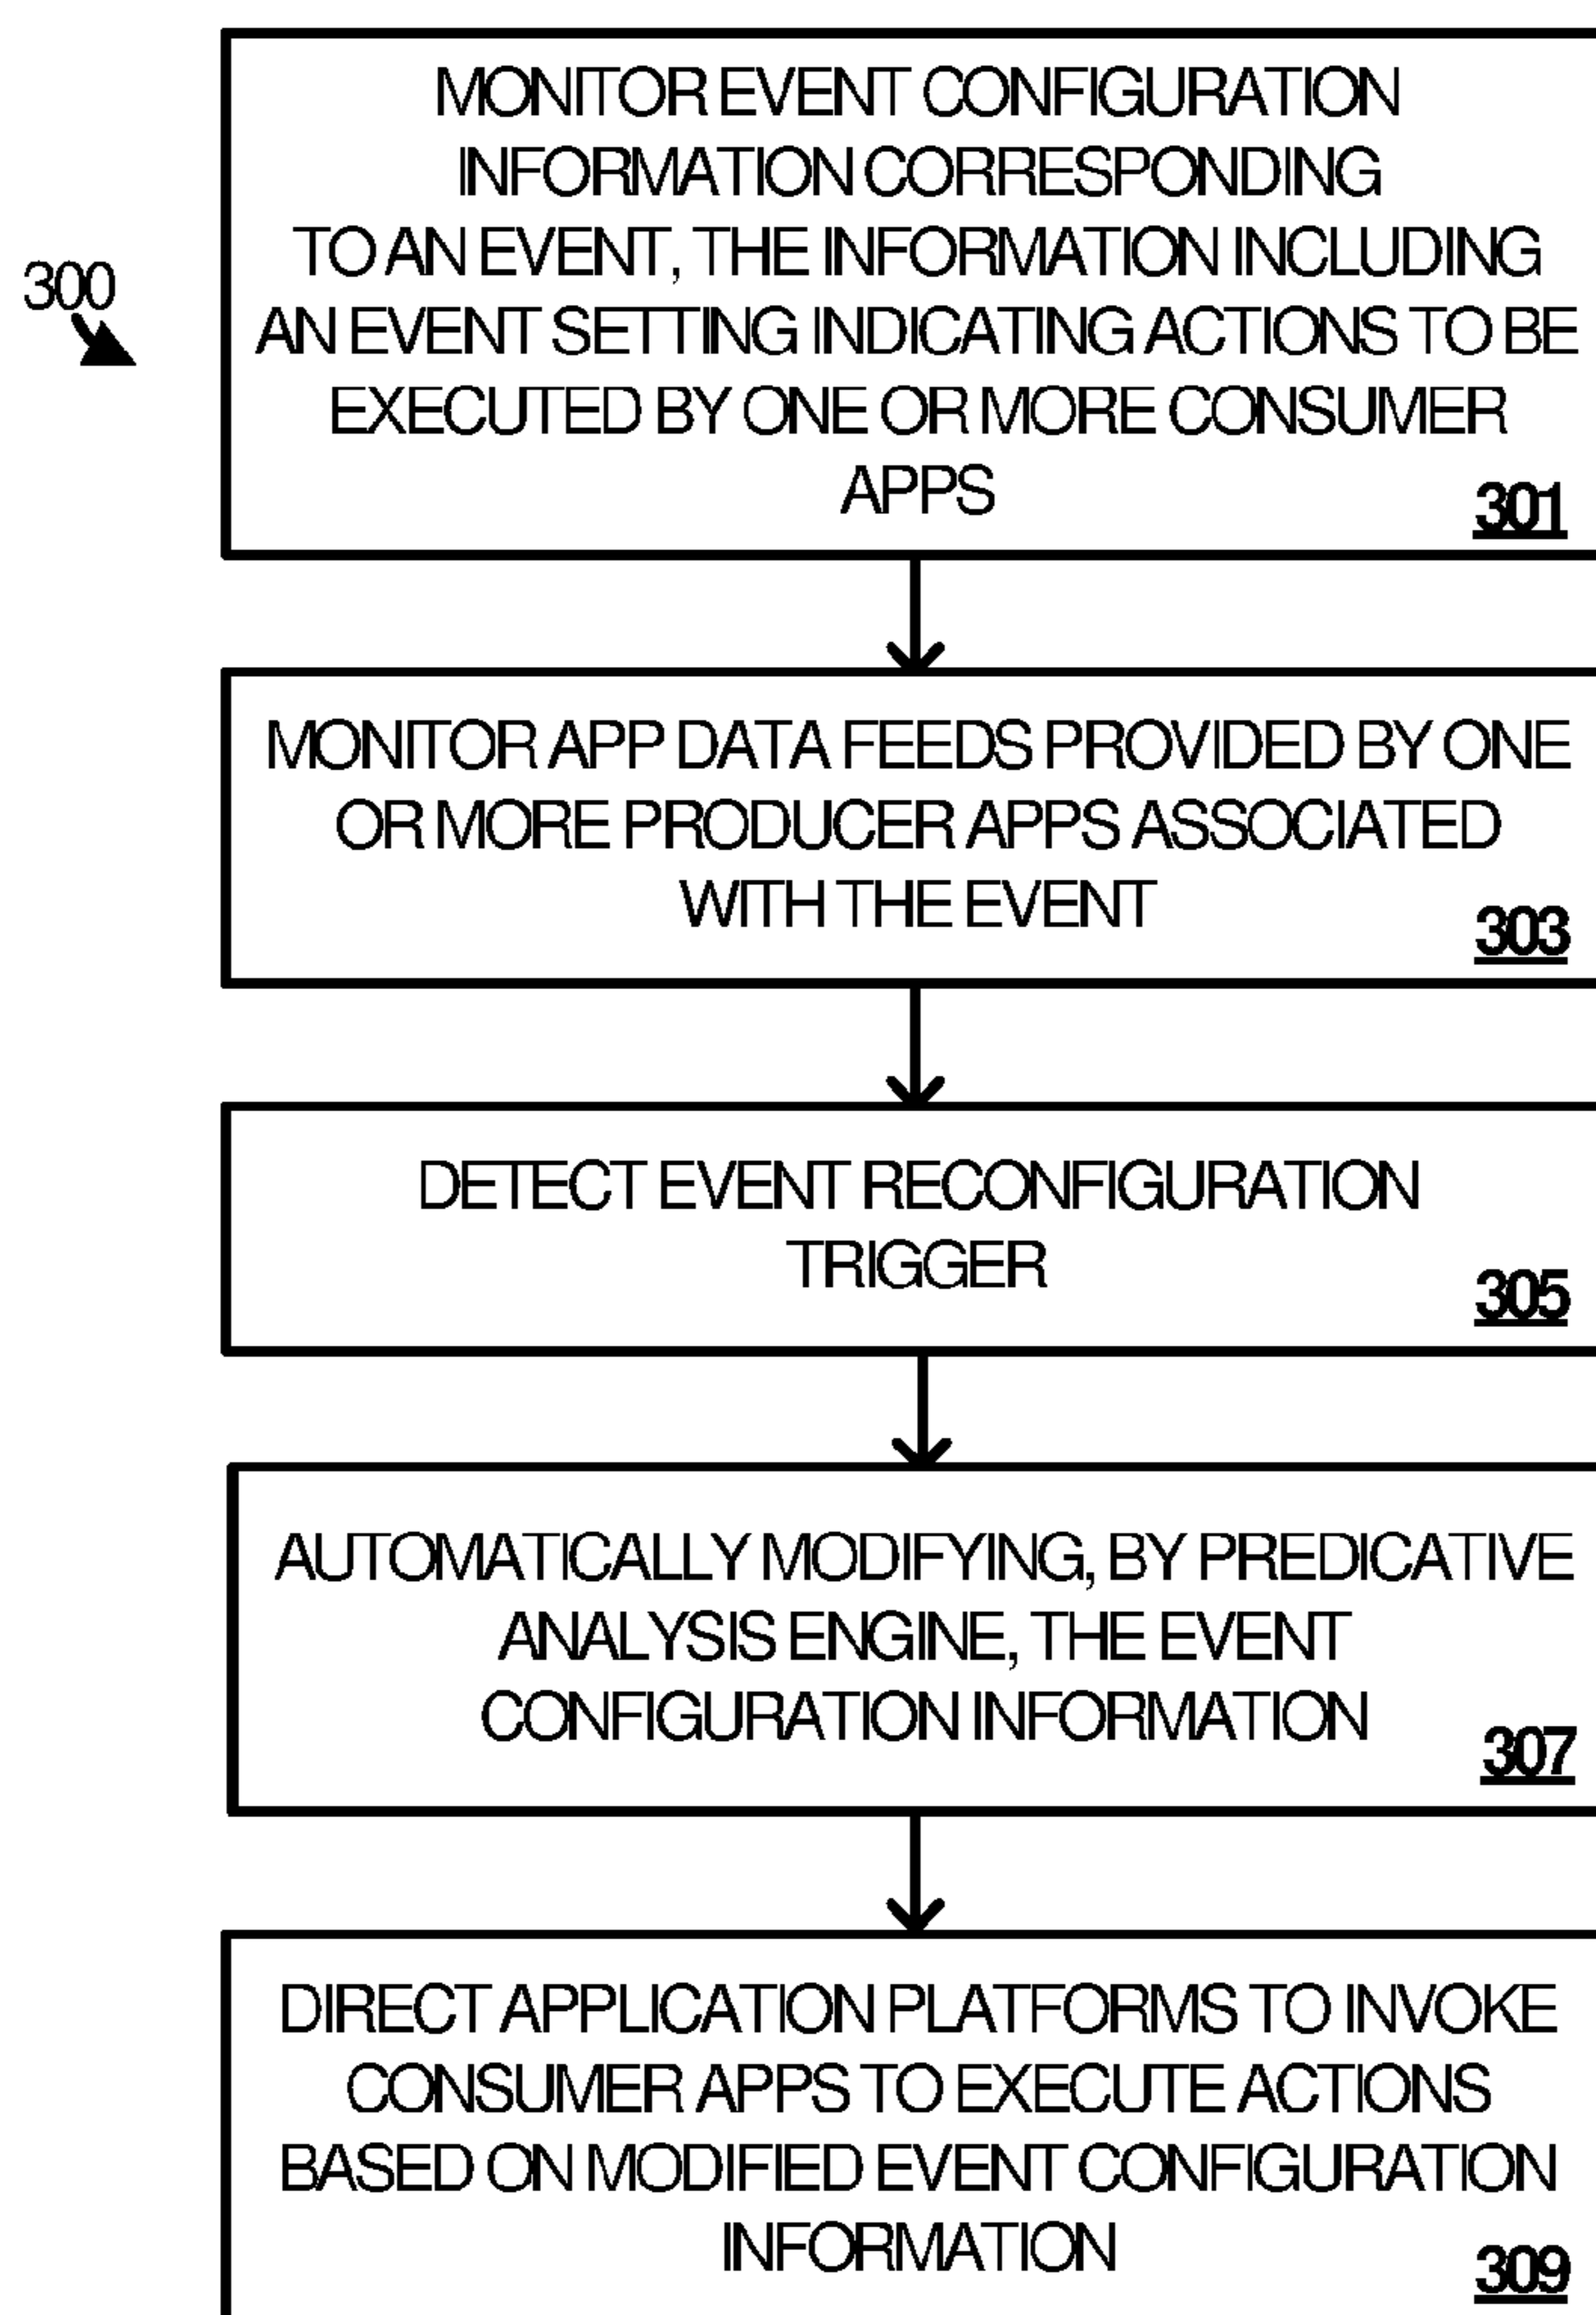 MONITOR EVENT CONFIGURATION
INFORMATION CORRESPONDING
TO AN EVENT, THE INFORMATION INCLUDING
AN EVENT SETTING INDICATING ACTIONS TO BE
EXECUTED BY ONE OR MORE CONSUMER
APPS
301
300
MONITOR APP DATA FEEDS PROVIDED BY ONE
OR MORE PRODUCER APPS ASSOCIATED
WITH THE EVENT
303
DETECT EVENT RECONFIGURATION
TRIGGER
305
AUTOMATICALLY MODIFYING, BY PREDICATIVE
ANALYSIS ENGINE, THE EVENT
CONFIGURATION INFORMATION
307
DIRECT APPLICATION PLATFORMS TO INVOKE
CONSUMER APPS TO EXECUTE ACTIONS
BASED ON MODIFIED EVENT CONFIGURATION
INFORMATION
309